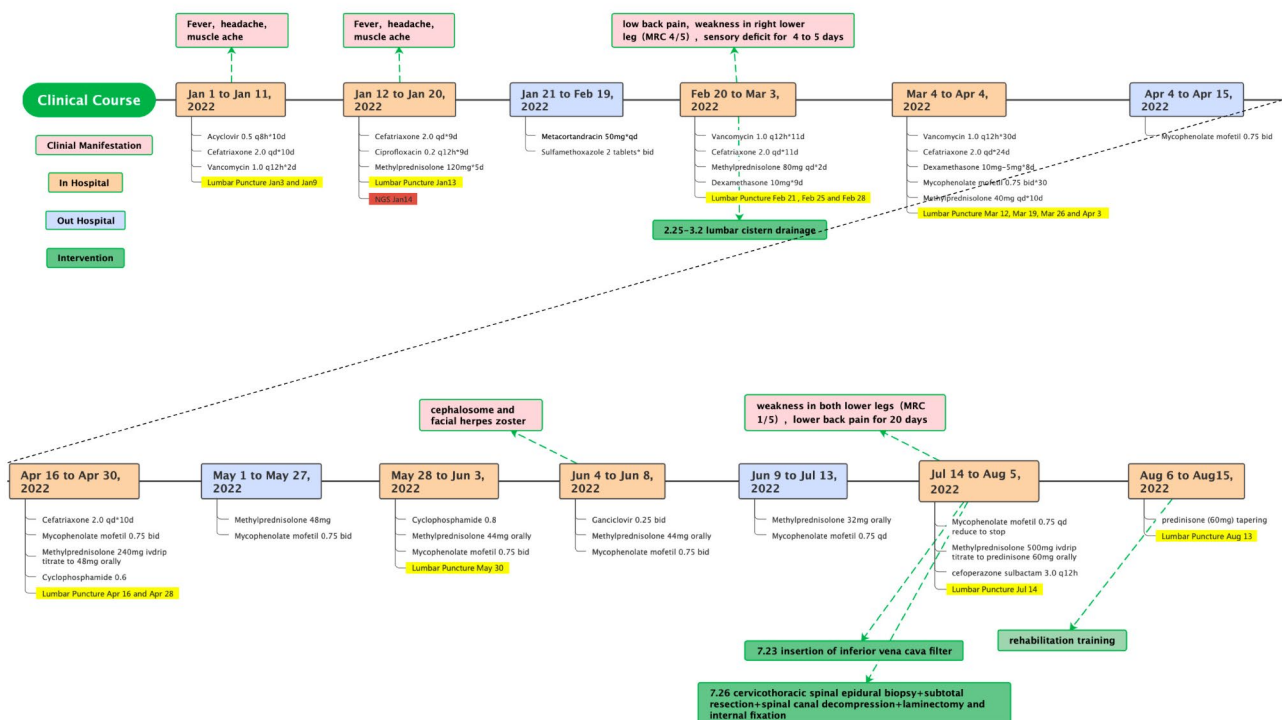 Fever, headache,
muscle ache
Fever, headache,
muscle ache
low back pain, weakness in right lower
leg (MRC 4/5) , sensory deficit for 4 to 5 days
Clinical Course
Jan 1 to Jan 11,
2022
Jan 12 to Jan 20,
2022
Jan 21 to Feb 19,
2022
Feb 20 to Mar 3,
2022
Mar 4 to Apr 4,
2022
Apr 4 to Apr 15,
2022
Clinial Manifestation
In Hospital
Out Hospital
Intervention
Acyclovir 0.5 q8h*10d
Cefatriaxone 2.0 qd*10d
Vancomycin 1.0 q12h*2d
Lumbar Puncture Jan3 and Jan9
Cefatriaxone 2.0 qd*9d
Ciprofloxacin 0.2 q12h*9d
Methylprednisolone 120mg*5d
Lumbar Puncture Jan13
NGS Jan14
Metacortandracin 50mg*qd
Sulfamethoxazole 2 tablets* bid
Vancomycin 1.0 q12h*11d
Cefatriaxone 2.0 qd*11d
Methylprednisolone 80mg qd*2d
Dexamethasone 10mg*9d
Lumbar Puncture Feb 21 , Feb 25 and Feb 28
2.25-3.2 lumbar cistern drainage
Vancomycin 1.0 q12h*30d
Cefatriaxone 2.0 qd*24d
Dexamethasone 10mg-5mg*8d
Mycophenolate mofetil 0.75 bid*30
Methylprednisolone 40mg qd*10d
Lumbar Puncture Mar 12, Mar 19, Mar 26 and Apr 3
Mycophenolate mofetil 0.75 bid
cephalosome and
facial herpes zoster
weakness in both lower legs (MRC
1/5) , lower back pain for 20 days
Apr 16 to Apr 30,
2022
May 1 to May 27,
2022
May 28 to Jun 3,
2022
Jun 4 to Jun 8,
2022
Jun 9 to Jul 13,
2022
Jul 14 to Aug 5,
2022
Aug 6 to Aug15,
2022
Cefatriaxone 2.0 qd*10d
Mycophenolate mofetil 0.75 bid
Methylprednisolone 240mg ivdrip
titrate to 48mg orally
Cyclophosphamide 0.6
Lumbar Puncture Apr 16 and Apr 28
Methylprednisolone 48mg
Mycophenolate mofetil 0.75 bid
Cyclophosphamide 0.8
Methylprednisolone 44mg orally
Mycophenolate mofetil 0.75 bid
Lumbar Puncture May 30
Ganciclovir 0.25 bid
Methylprednisolone 44mg orally
Mycophenolate mofetil 0.75 bid
Methylprednisolone 32mg orally
Mycophenolate mofetil 0.75 qd
Mycophenolate mofetil 0.75 qd
reduce to stop
Methylprednisolone 500mg ivdrip
titrate to predinisone 60mg orally
cefoperazone sulbactam 3.0 q12h
Lumbar Puncture Jul 14
predinisone (60mg) tapering
Lumbar Puncture Aug 13
7.23 insertion of inferior vena cava filter
rehabilitation training
7.26 cervicothoracic spinal epidural biopsy+subtotal
resection+spinal canal decompression+laminectomy and
internal fixation